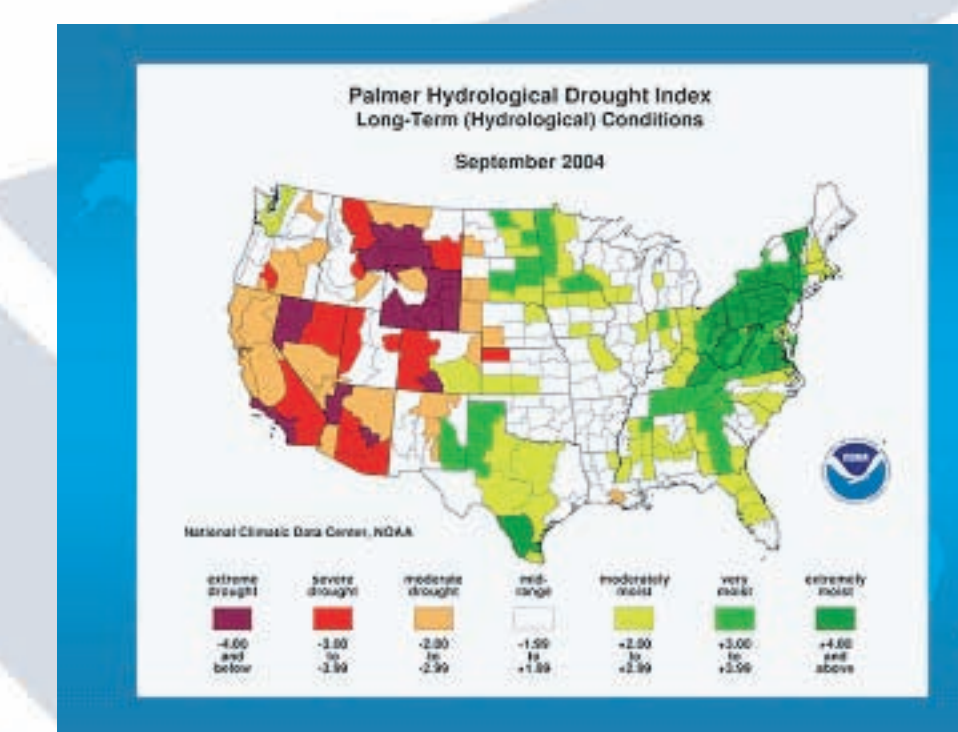 Palmer Hydrological Drought Index
Long-Term (Hydrological) Conditions
September 2004
NOAA
National Climatic Data Center, NOAA
extreme drought
severe drought
moderate drought
mid-range
moderately moist
very moist
extremely moist
-4.00 and below
-3.00 to -3.99
-2.00 to -2.99
-1.99 to +1.99
+2.00 to +2.99
+3.00 to +3.99
+4.00 and above